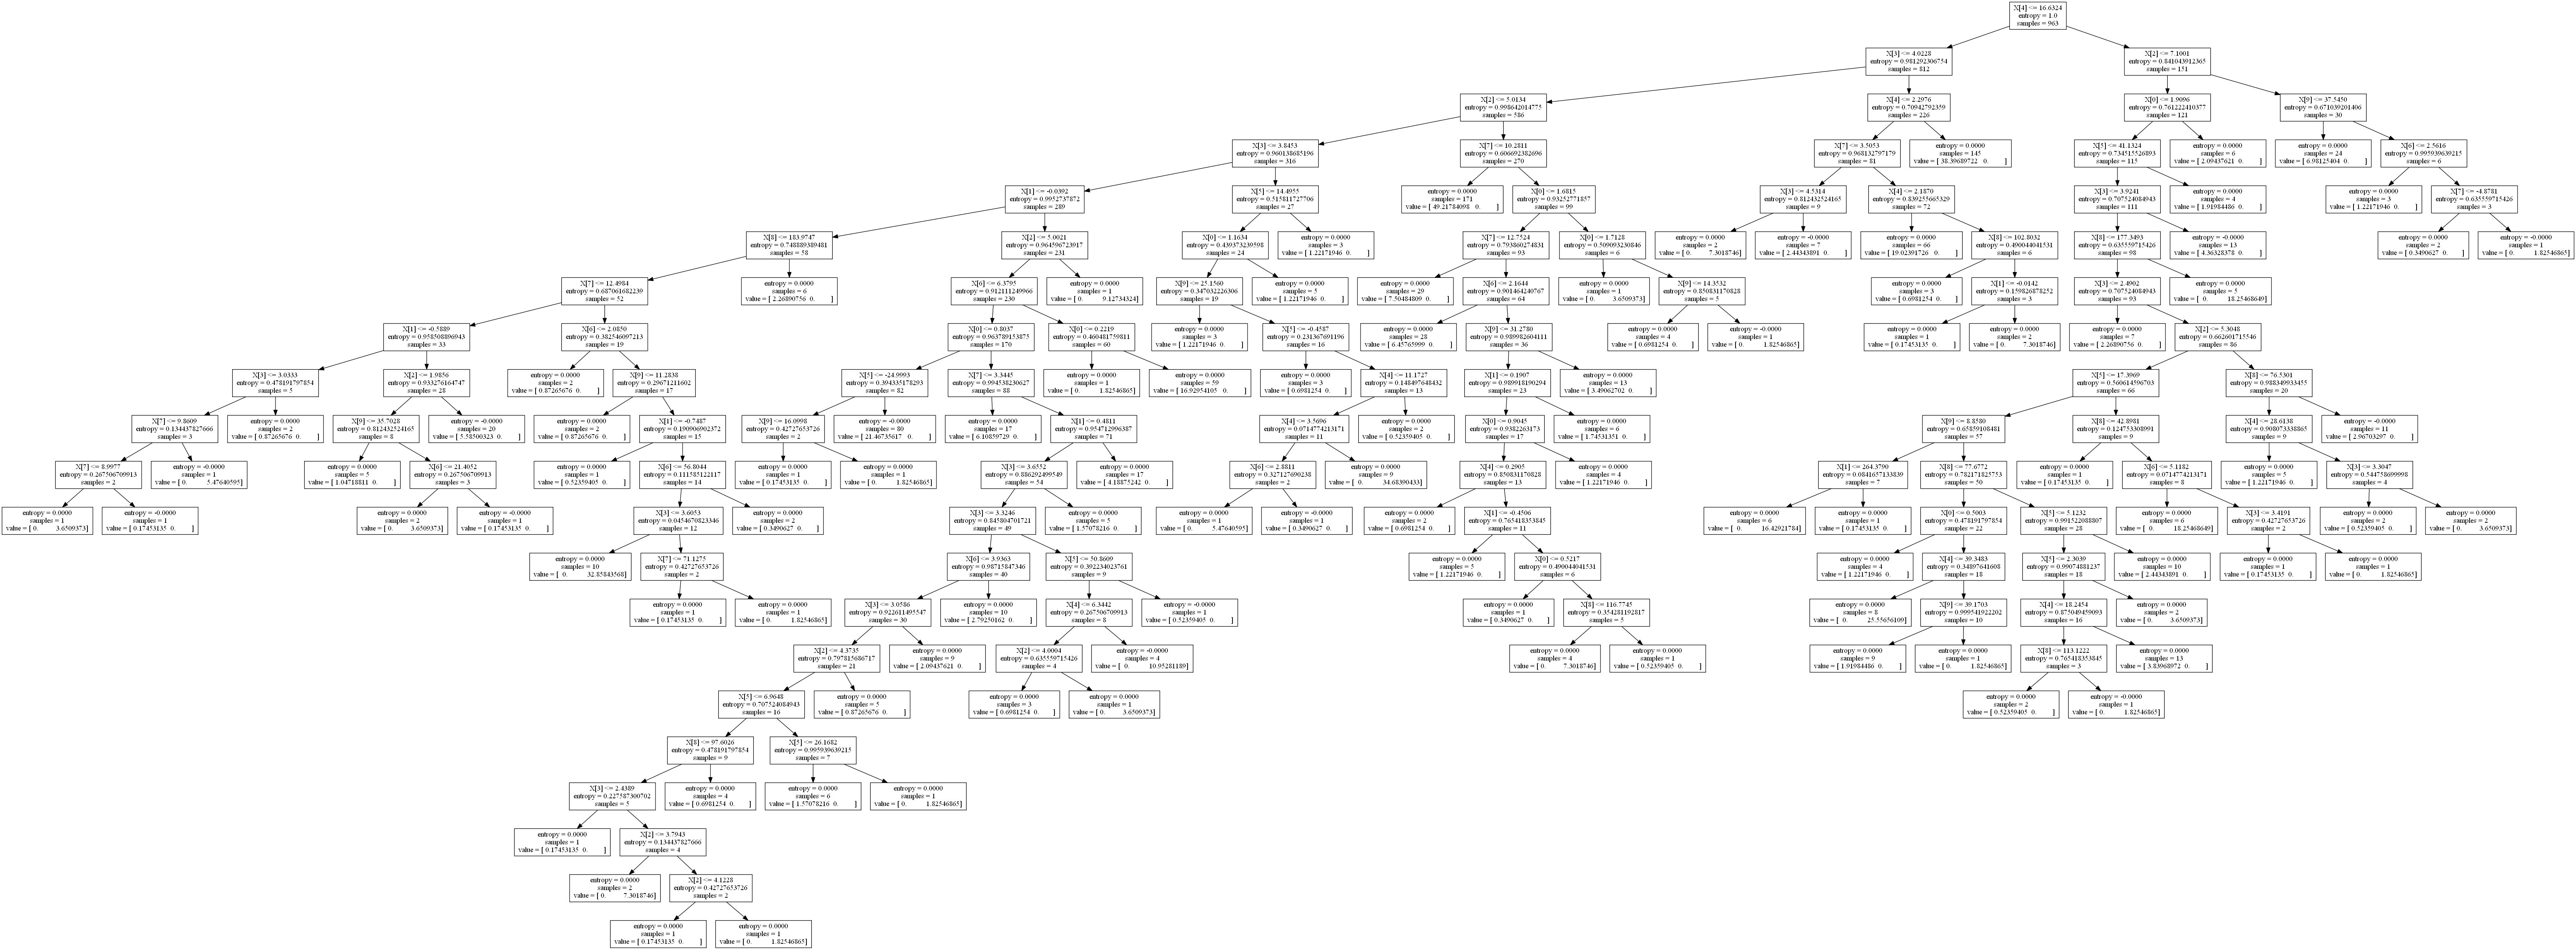 X[4] <= 16.6324
entropy = 1.0
samples = 963
X[3] <= 4.0228
entropy = 0.981292306754
samples = 812
X[2] <= 7.1001
entropy = 0.841043912365
samples = 151
X[2] <= 5.0134
entropy = 0.998642014775
samples = 586
X[4] <= 2.2976
entropy = 0.70942792359
samples = 226
X[0] <= 1.9096
entropy = 0.761222410377
samples = 121
X[9] <= 37.5450
entropy = 0.671039201406
samples = 30
X[3] <= 3.8453
entropy = 0.960138685196
samples = 316
X[7] <= 10.2811
entropy = 0.606692382696
samples = 270
X[7] <= 3.5053
entropy = 0.968132797179
samples = 81
entropy = 0.0000
samples = 145
value = [ 38.39689722 0. ]
X[5] <= 41.1324
entropy = 0.734515526893
samples = 115
entropy = 0.0000
samples = 6
value = [ 2.09437621 0. ]
entropy = 0.0000
samples = 24
value = [ 6.98125404 0. ]
X[6] <= 2.5616
entropy = 0.995939639215
samples = 6
X[1] <= -0.0392
entropy = 0.9952737872
samples = 289
X[5] <= 14.4955
entropy = 0.515811727706
samples = 27
entropy = 0.0000
samples = 171
value = [ 49.21784098 0. ]
X[0] <= 1.6815
entropy = 0.93252771857
samples = 99
X[3] <= 4.5314
entropy = 0.812432524165
samples = 9
X[4] <= 2.1870
entropy = 0.839255665329
samples = 72
X[3] <= 3.9241
entropy = 0.707524084943
samples = 111
entropy = 0.0000
samples = 4
value = [ 1.91984486 0. ]
entropy = 0.0000
samples = 3
value = [ 1.22171946 0. ]
X[7] <= -4.8781
entropy = 0.635559715426
samples = 3
X[8] <= 183.9747
entropy = 0.748889389481
samples = 58
X[2] <= 5.0021
entropy = 0.964596723917
samples = 231
X[0] <= 1.1634
entropy = 0.439373239598
samples = 24
entropy = 0.0000
samples = 3
value = [ 1.22171946 0. ]
X[7] <= 12.7524
entropy = 0.793860274831
samples = 93
X[0] <= 1.7128
entropy = 0.509093230846
samples = 6
entropy = 0.0000
samples = 2
value = [ 0. 7.3018746]
entropy = -0.0000
samples = 7
value = [ 2.44343891 0. ]
entropy = 0.0000
samples = 66
value = [ 19.02391726 0. ]
X[8] <= 102.8032
entropy = 0.490044041531
samples = 6
X[8] <= 177.3493
entropy = 0.635559715426
samples = 98
entropy = -0.0000
samples = 13
value = [ 4.36328378 0. ]
entropy = 0.0000
samples = 2
value = [ 0.3490627 0. ]
entropy = -0.0000
samples = 1
value = [ 0. 1.82546865]
X[7] <= 12.4984
entropy = 0.687061682239
samples = 52
entropy = 0.0000
samples = 6
value = [ 2.26890756 0. ]
X[6] <= 6.3795
entropy = 0.912111249966
samples = 230
entropy = 0.0000
samples = 1
value = [ 0. 9.12734324]
X[9] <= 25.1560
entropy = 0.347032226306
samples = 19
entropy = 0.0000
samples = 5
value = [ 1.22171946 0. ]
entropy = 0.0000
samples = 29
value = [ 7.50484809 0. ]
X[6] <= 2.1644
entropy = 0.901464240767
samples = 64
entropy = 0.0000
samples = 1
value = [ 0. 3.6509373]
X[9] <= 14.3532
entropy = 0.850831170828
samples = 5
entropy = 0.0000
samples = 3
value = [ 0.6981254 0. ]
X[1] <= -0.0142
entropy = 0.159826878252
samples = 3
X[3] <= 2.4902
entropy = 0.707524084943
samples = 93
entropy = 0.0000
samples = 5
value = [ 0. 18.25468649]
X[1] <= -0.5889
entropy = 0.958508896943
samples = 33
X[6] <= 2.0850
entropy = 0.382546097213
samples = 19
X[0] <= 0.8037
entropy = 0.963789153875
samples = 170
X[0] <= 0.2219
entropy = 0.460481759811
samples = 60
entropy = 0.0000
samples = 3
value = [ 1.22171946 0. ]
X[5] <= -0.4587
entropy = 0.231367691196
samples = 16
entropy = 0.0000
samples = 28
value = [ 6.45765999 0. ]
X[9] <= 31.2780
entropy = 0.989982604111
samples = 36
entropy = 0.0000
samples = 4
value = [ 0.6981254 0. ]
entropy = -0.0000
samples = 1
value = [ 0. 1.82546865]
entropy = 0.0000
samples = 1
value = [ 0.17453135 0. ]
entropy = 0.0000
samples = 2
value = [ 0. 7.3018746]
entropy = 0.0000
samples = 7
value = [ 2.26890756 0. ]
X[2] <= 5.3048
entropy = 0.662601715546
samples = 86
X[3] <= 3.0333
entropy = 0.478191797854
samples = 5
X[2] <= 1.9856
entropy = 0.933276164747
samples = 28
entropy = 0.0000
samples = 2
value = [ 0.87265676 0. ]
X[9] <= 11.2838
entropy = 0.29671211602
samples = 17
X[5] <= -24.9993
entropy = 0.394335178293
samples = 82
X[7] <= 3.3445
entropy = 0.994538230627
samples = 88
entropy = 0.0000
samples = 1
value = [ 0. 1.82546865]
entropy = 0.0000
samples = 59
value = [ 16.92954105 0. ]
entropy = 0.0000
samples = 3
value = [ 0.6981254 0. ]
X[4] <= 11.1727
entropy = 0.148497648432
samples = 13
X[1] <= 0.1907
entropy = 0.989918190294
samples = 23
entropy = 0.0000
samples = 13
value = [ 3.49062702 0. ]
X[5] <= 17.3969
entropy = 0.560614596703
samples = 66
X[8] <= 76.5301
entropy = 0.988349933455
samples = 20
X[7] <= 9.8609
entropy = 0.134437827666
samples = 3
entropy = 0.0000
samples = 2
value = [ 0.87265676 0. ]
X[9] <= 35.7028
entropy = 0.812432524165
samples = 8
entropy = -0.0000
samples = 20
value = [ 5.58500323 0. ]
entropy = 0.0000
samples = 2
value = [ 0.87265676 0. ]
X[1] <= -0.7487
entropy = 0.190906902372
samples = 15
X[9] <= 16.0998
entropy = 0.42727653726
samples = 2
entropy = -0.0000
samples = 80
value = [ 21.46735617 0. ]
entropy = 0.0000
samples = 17
value = [ 6.10859729 0. ]
X[1] <= 0.4811
entropy = 0.954712996387
samples = 71
X[4] <= 3.5696
entropy = 0.0714774213171
samples = 11
entropy = 0.0000
samples = 2
value = [ 0.52359405 0. ]
X[0] <= 0.9045
entropy = 0.9382263173
samples = 17
entropy = 0.0000
samples = 6
value = [ 1.74531351 0. ]
X[9] <= 8.8580
entropy = 0.65859108481
samples = 57
X[8] <= 42.8981
entropy = 0.124753308991
samples = 9
X[4] <= 28.6138
entropy = 0.908073338865
samples = 9
entropy = -0.0000
samples = 11
value = [ 2.96703297 0. ]
X[7] <= 8.9977
entropy = 0.267506709913
samples = 2
entropy = -0.0000
samples = 1
value = [ 0. 5.47640595]
entropy = 0.0000
samples = 5
value = [ 1.04718811 0. ]
X[6] <= 21.4052
entropy = 0.267506709913
samples = 3
entropy = 0.0000
samples = 1
value = [ 0.52359405 0. ]
X[6] <= 56.8044
entropy = 0.111585122117
samples = 14
entropy = 0.0000
samples = 1
value = [ 0.17453135 0. ]
entropy = 0.0000
samples = 1
value = [ 0. 1.82546865]
X[3] <= 3.6552
entropy = 0.886292499549
samples = 54
entropy = 0.0000
samples = 17
value = [ 4.18875242 0. ]
X[6] <= 2.8811
entropy = 0.327127690238
samples = 2
entropy = -0.0000
samples = 9
value = [ 0. 34.68390433]
X[4] <= 0.2905
entropy = 0.850831170828
samples = 13
entropy = 0.0000
samples = 4
value = [ 1.22171946 0. ]
X[1] <= 264.3790
entropy = 0.0841657133839
samples = 7
X[8] <= 77.6772
entropy = 0.782171825753
samples = 50
entropy = 0.0000
samples = 1
value = [ 0.17453135 0. ]
X[6] <= 5.1182
entropy = 0.0714774213171
samples = 8
entropy = 0.0000
samples = 5
value = [ 1.22171946 0. ]
X[3] <= 3.3047
entropy = 0.544758699998
samples = 4
entropy = 0.0000
samples = 1
value = [ 0. 3.6509373]
entropy = -0.0000
samples = 1
value = [ 0.17453135 0. ]
entropy = 0.0000
samples = 2
value = [ 0. 3.6509373]
entropy = -0.0000
samples = 1
value = [ 0.17453135 0. ]
X[3] <= 3.6053
entropy = 0.0454670823346
samples = 12
entropy = 0.0000
samples = 2
value = [ 0.3490627 0. ]
X[3] <= 3.3246
entropy = 0.845804701721
samples = 49
entropy = 0.0000
samples = 5
value = [ 1.57078216 0. ]
entropy = 0.0000
samples = 1
value = [ 0. 5.47640595]
entropy = -0.0000
samples = 1
value = [ 0.3490627 0. ]
entropy = 0.0000
samples = 2
value = [ 0.6981254 0. ]
X[1] <= -0.4506
entropy = 0.765418353845
samples = 11
entropy = 0.0000
samples = 6
value = [ 0. 16.42921784]
entropy = 0.0000
samples = 1
value = [ 0.17453135 0. ]
X[0] <= 0.5003
entropy = 0.478191797854
samples = 22
X[5] <= 5.1232
entropy = 0.991522088807
samples = 28
entropy = 0.0000
samples = 6
value = [ 0. 18.25468649]
X[3] <= 3.4191
entropy = 0.42727653726
samples = 2
entropy = 0.0000
samples = 2
value = [ 0.52359405 0. ]
entropy = 0.0000
samples = 2
value = [ 0. 3.6509373]
entropy = 0.0000
samples = 10
value = [ 0. 32.85843568]
X[7] <= 71.1275
entropy = 0.42727653726
samples = 2
X[6] <= 3.9363
entropy = 0.98715847346
samples = 40
X[5] <= 50.8609
entropy = 0.392234023761
samples = 9
entropy = 0.0000
samples = 5
value = [ 1.22171946 0. ]
X[0] <= 0.5217
entropy = 0.490044041531
samples = 6
entropy = 0.0000
samples = 4
value = [ 1.22171946 0. ]
X[4] <= 39.3483
entropy = 0.34897641608
samples = 18
X[5] <= 2.3039
entropy = 0.99074881237
samples = 18
entropy = 0.0000
samples = 10
value = [ 2.44343891 0. ]
entropy = 0.0000
samples = 1
value = [ 0.17453135 0. ]
entropy = 0.0000
samples = 1
value = [ 0. 1.82546865]
entropy = 0.0000
samples = 1
value = [ 0.17453135 0. ]
entropy = 0.0000
samples = 1
value = [ 0. 1.82546865]
X[3] <= 3.0586
entropy = 0.922611495547
samples = 30
entropy = 0.0000
samples = 10
value = [ 2.79250162 0. ]
X[4] <= 6.3442
entropy = 0.267506709913
samples = 8
entropy = -0.0000
samples = 1
value = [ 0.52359405 0. ]
entropy = 0.0000
samples = 1
value = [ 0.3490627 0. ]
X[8] <= 116.7745
entropy = 0.354281192817
samples = 5
entropy = 0.0000
samples = 8
value = [ 0. 25.55656109]
X[9] <= 39.1703
entropy = 0.999541922202
samples = 10
X[4] <= 18.2454
entropy = 0.875049459093
samples = 16
entropy = 0.0000
samples = 2
value = [ 0. 3.6509373]
X[2] <= 4.3735
entropy = 0.797815686717
samples = 21
entropy = 0.0000
samples = 9
value = [ 2.09437621 0. ]
X[2] <= 4.0004
entropy = 0.635559715426
samples = 4
entropy = -0.0000
samples = 4
value = [ 0. 10.95281189]
entropy = 0.0000
samples = 4
value = [ 0. 7.3018746]
entropy = 0.0000
samples = 1
value = [ 0.52359405 0. ]
entropy = 0.0000
samples = 9
value = [ 1.91984486 0. ]
entropy = 0.0000
samples = 1
value = [ 0. 1.82546865]
X[8] <= 113.1222
entropy = 0.765418353845
samples = 3
entropy = 0.0000
samples = 13
value = [ 3.83968972 0. ]
X[5] <= 6.9648
entropy = 0.707524084943
samples = 16
entropy = 0.0000
samples = 5
value = [ 0.87265676 0. ]
entropy = 0.0000
samples = 3
value = [ 0.6981254 0. ]
entropy = 0.0000
samples = 1
value = [ 0. 3.6509373]
entropy = 0.0000
samples = 2
value = [ 0.52359405 0. ]
entropy = -0.0000
samples = 1
value = [ 0. 1.82546865]
X[8] <= 97.6026
entropy = 0.478191797854
samples = 9
X[5] <= 26.1682
entropy = 0.995939639215
samples = 7
X[3] <= 2.4389
entropy = 0.227587300702
samples = 5
entropy = 0.0000
samples = 4
value = [ 0.6981254 0. ]
entropy = 0.0000
samples = 6
value = [ 1.57078216 0. ]
entropy = 0.0000
samples = 1
value = [ 0. 1.82546865]
entropy = 0.0000
samples = 1
value = [ 0.17453135 0. ]
X[2] <= 3.7943
entropy = 0.134437827666
samples = 4
entropy = 0.0000
samples = 2
value = [ 0. 7.3018746]
X[2] <= 4.1228
entropy = 0.42727653726
samples = 2
entropy = 0.0000
samples = 1
value = [ 0.17453135 0. ]
entropy = 0.0000
samples = 1
value = [ 0. 1.82546865]